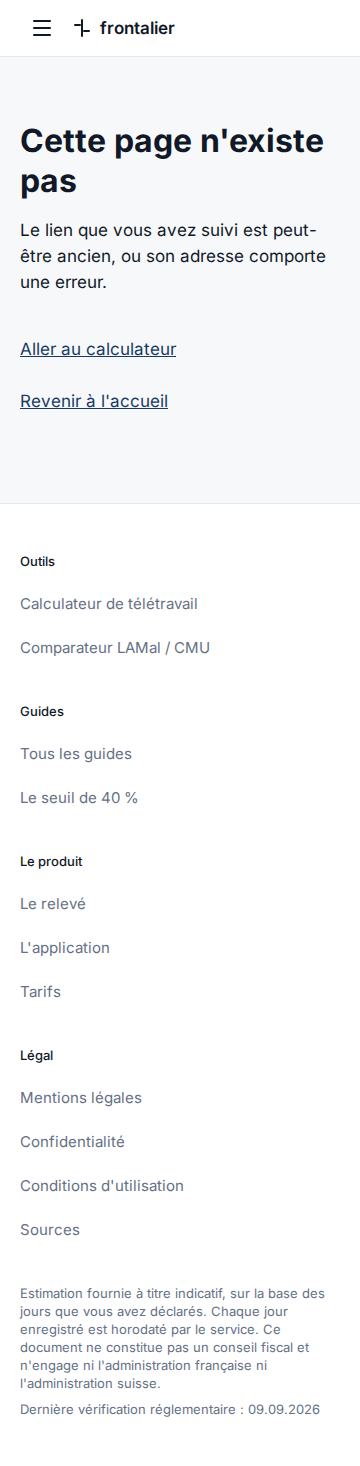 frontalier
Cette page n'existe
pas
Le lien que vous avez suivi est peut-
être ancien, ou son adresse comporte
une erreur.
Aller au calculateur
Revenir à l'accueil
Outils
Calculateur de télétravail
Comparateur LAMal / CMU
Guides
Tous les guides
Le seuil de 40 %
Le produit
Le relevé
L'application
Tarifs
Légal
Mentions légales
Confidentialité
Conditions d'utilisation
Sources
Estimation fournie à titre indicatif, sur la base des
jours que vous avez déclarés. Chaque jour
enregistré est horodaté par le service. Ce
document ne constitue pas un conseil fiscal et
n'engage ni l'administration française ni
l'administration suisse.
Dernière vérification réglementaire : 09.09.2026